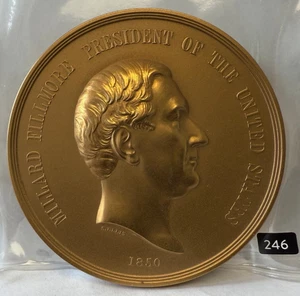 MILLARD FILLMORE PRESIDENT OF THE UNITED STATES
1850
246